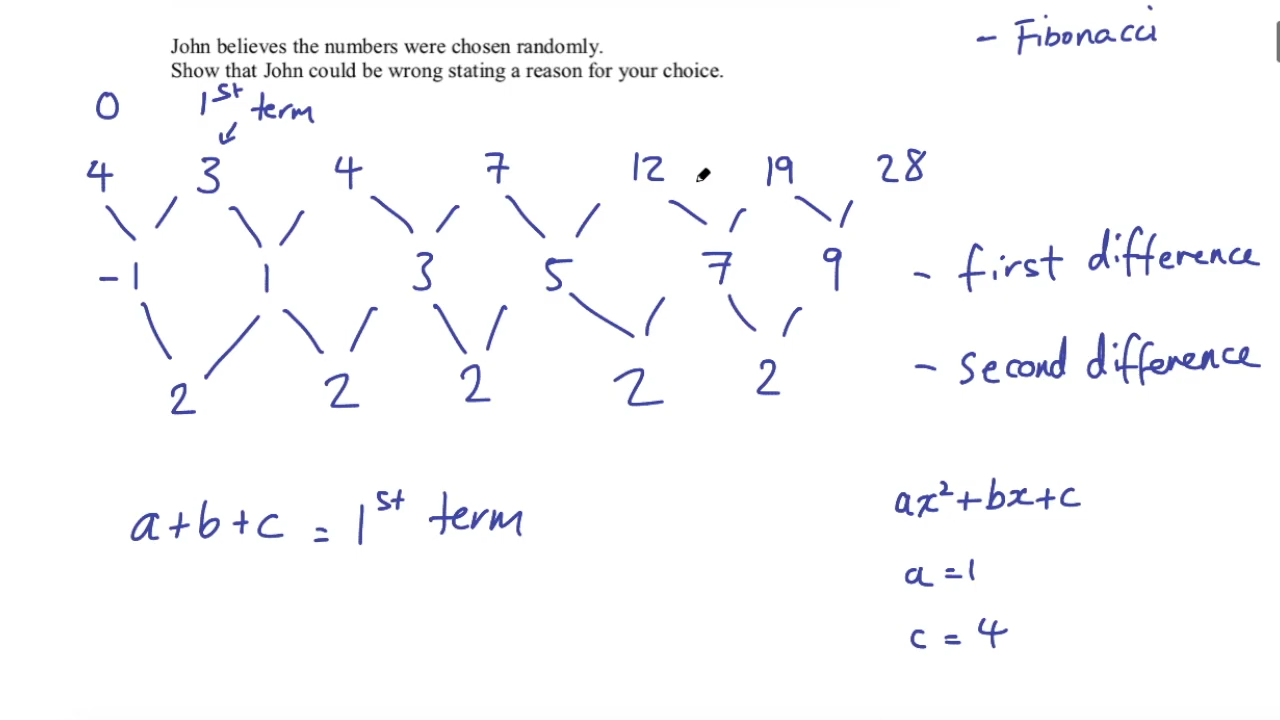 - Fibonacci
John believes the numbers were chosen randomly.
Show that John could be wrong stating a reason for your choice.
0 1st term
4 3 4 7 12 19 28
-1 1 3 5 7 9 - first difference
2 2 2 2 2 - second difference
a+b+c = 1st term
ax²+bx+c
a =1
c = 4